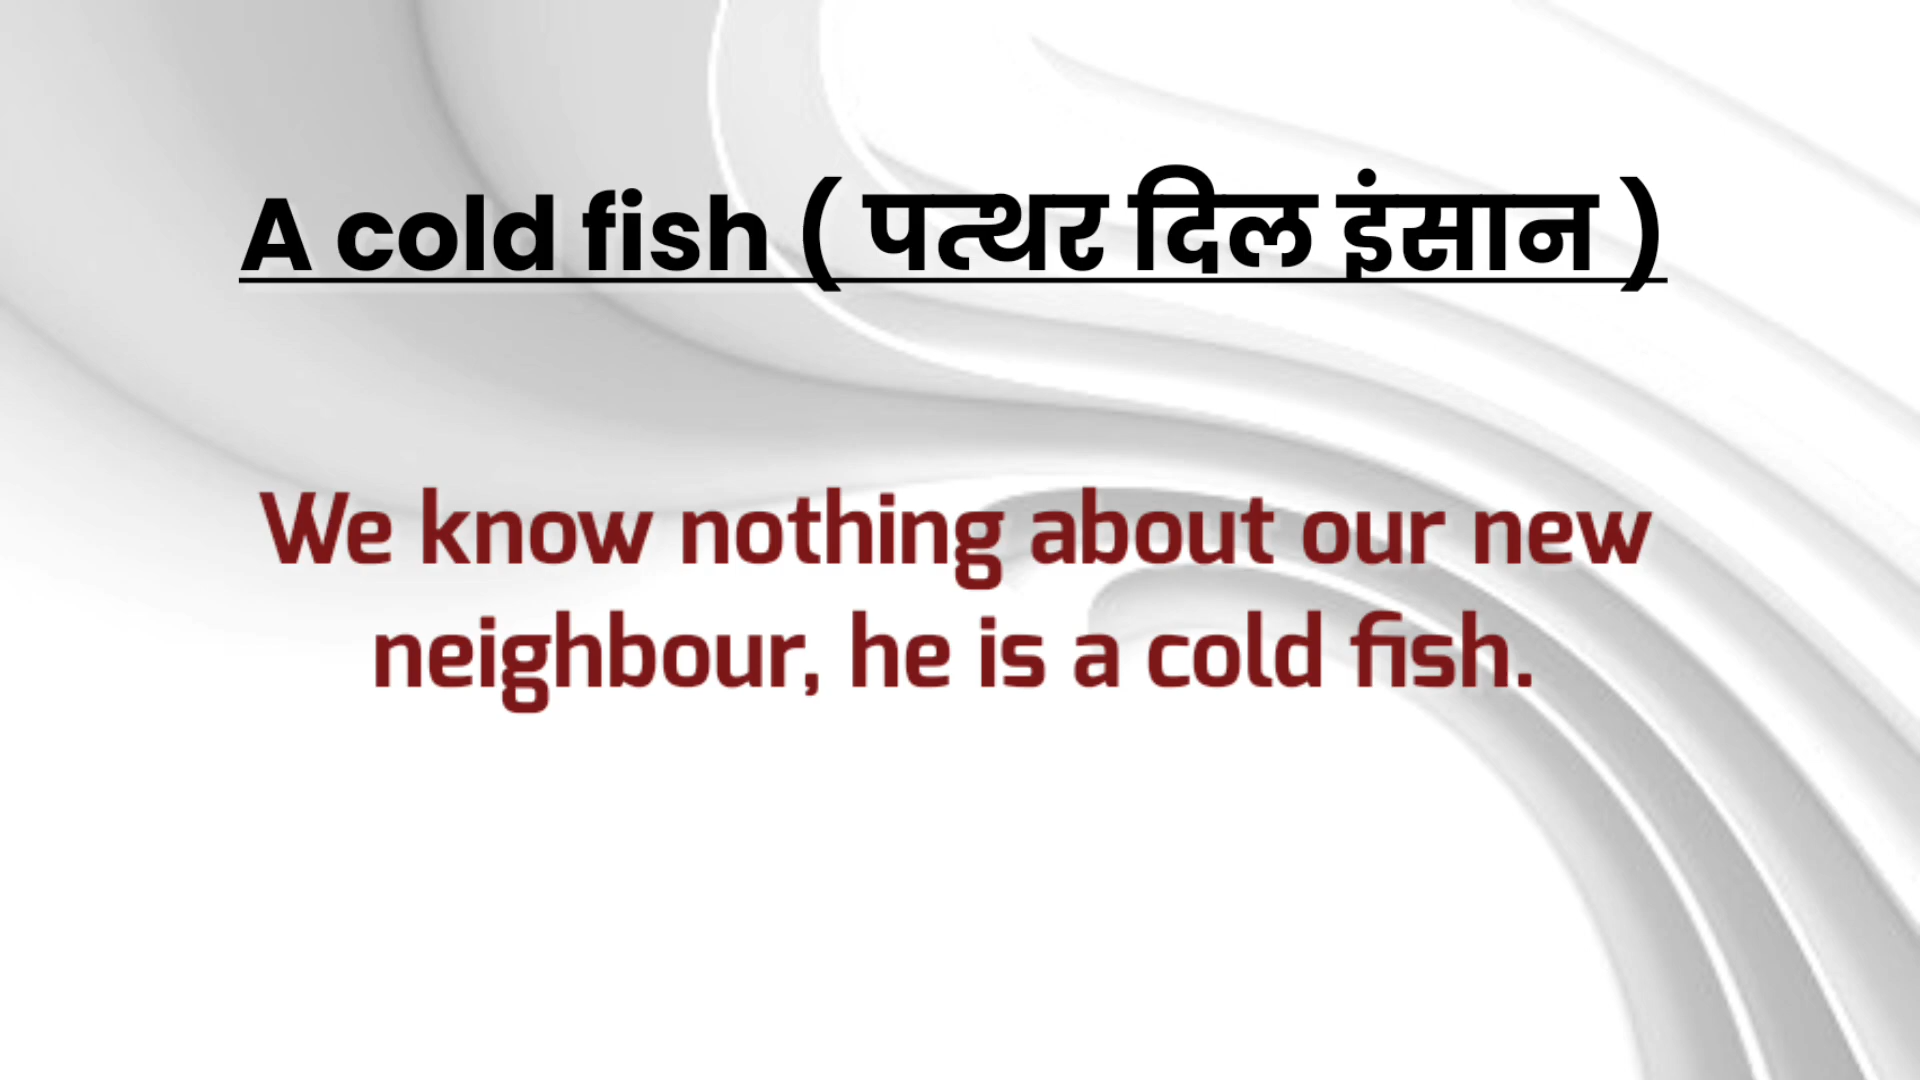 A cold fish ( पत्थर दिल इंसान )
We know nothing about our new
neighbour, he is a cold fish.